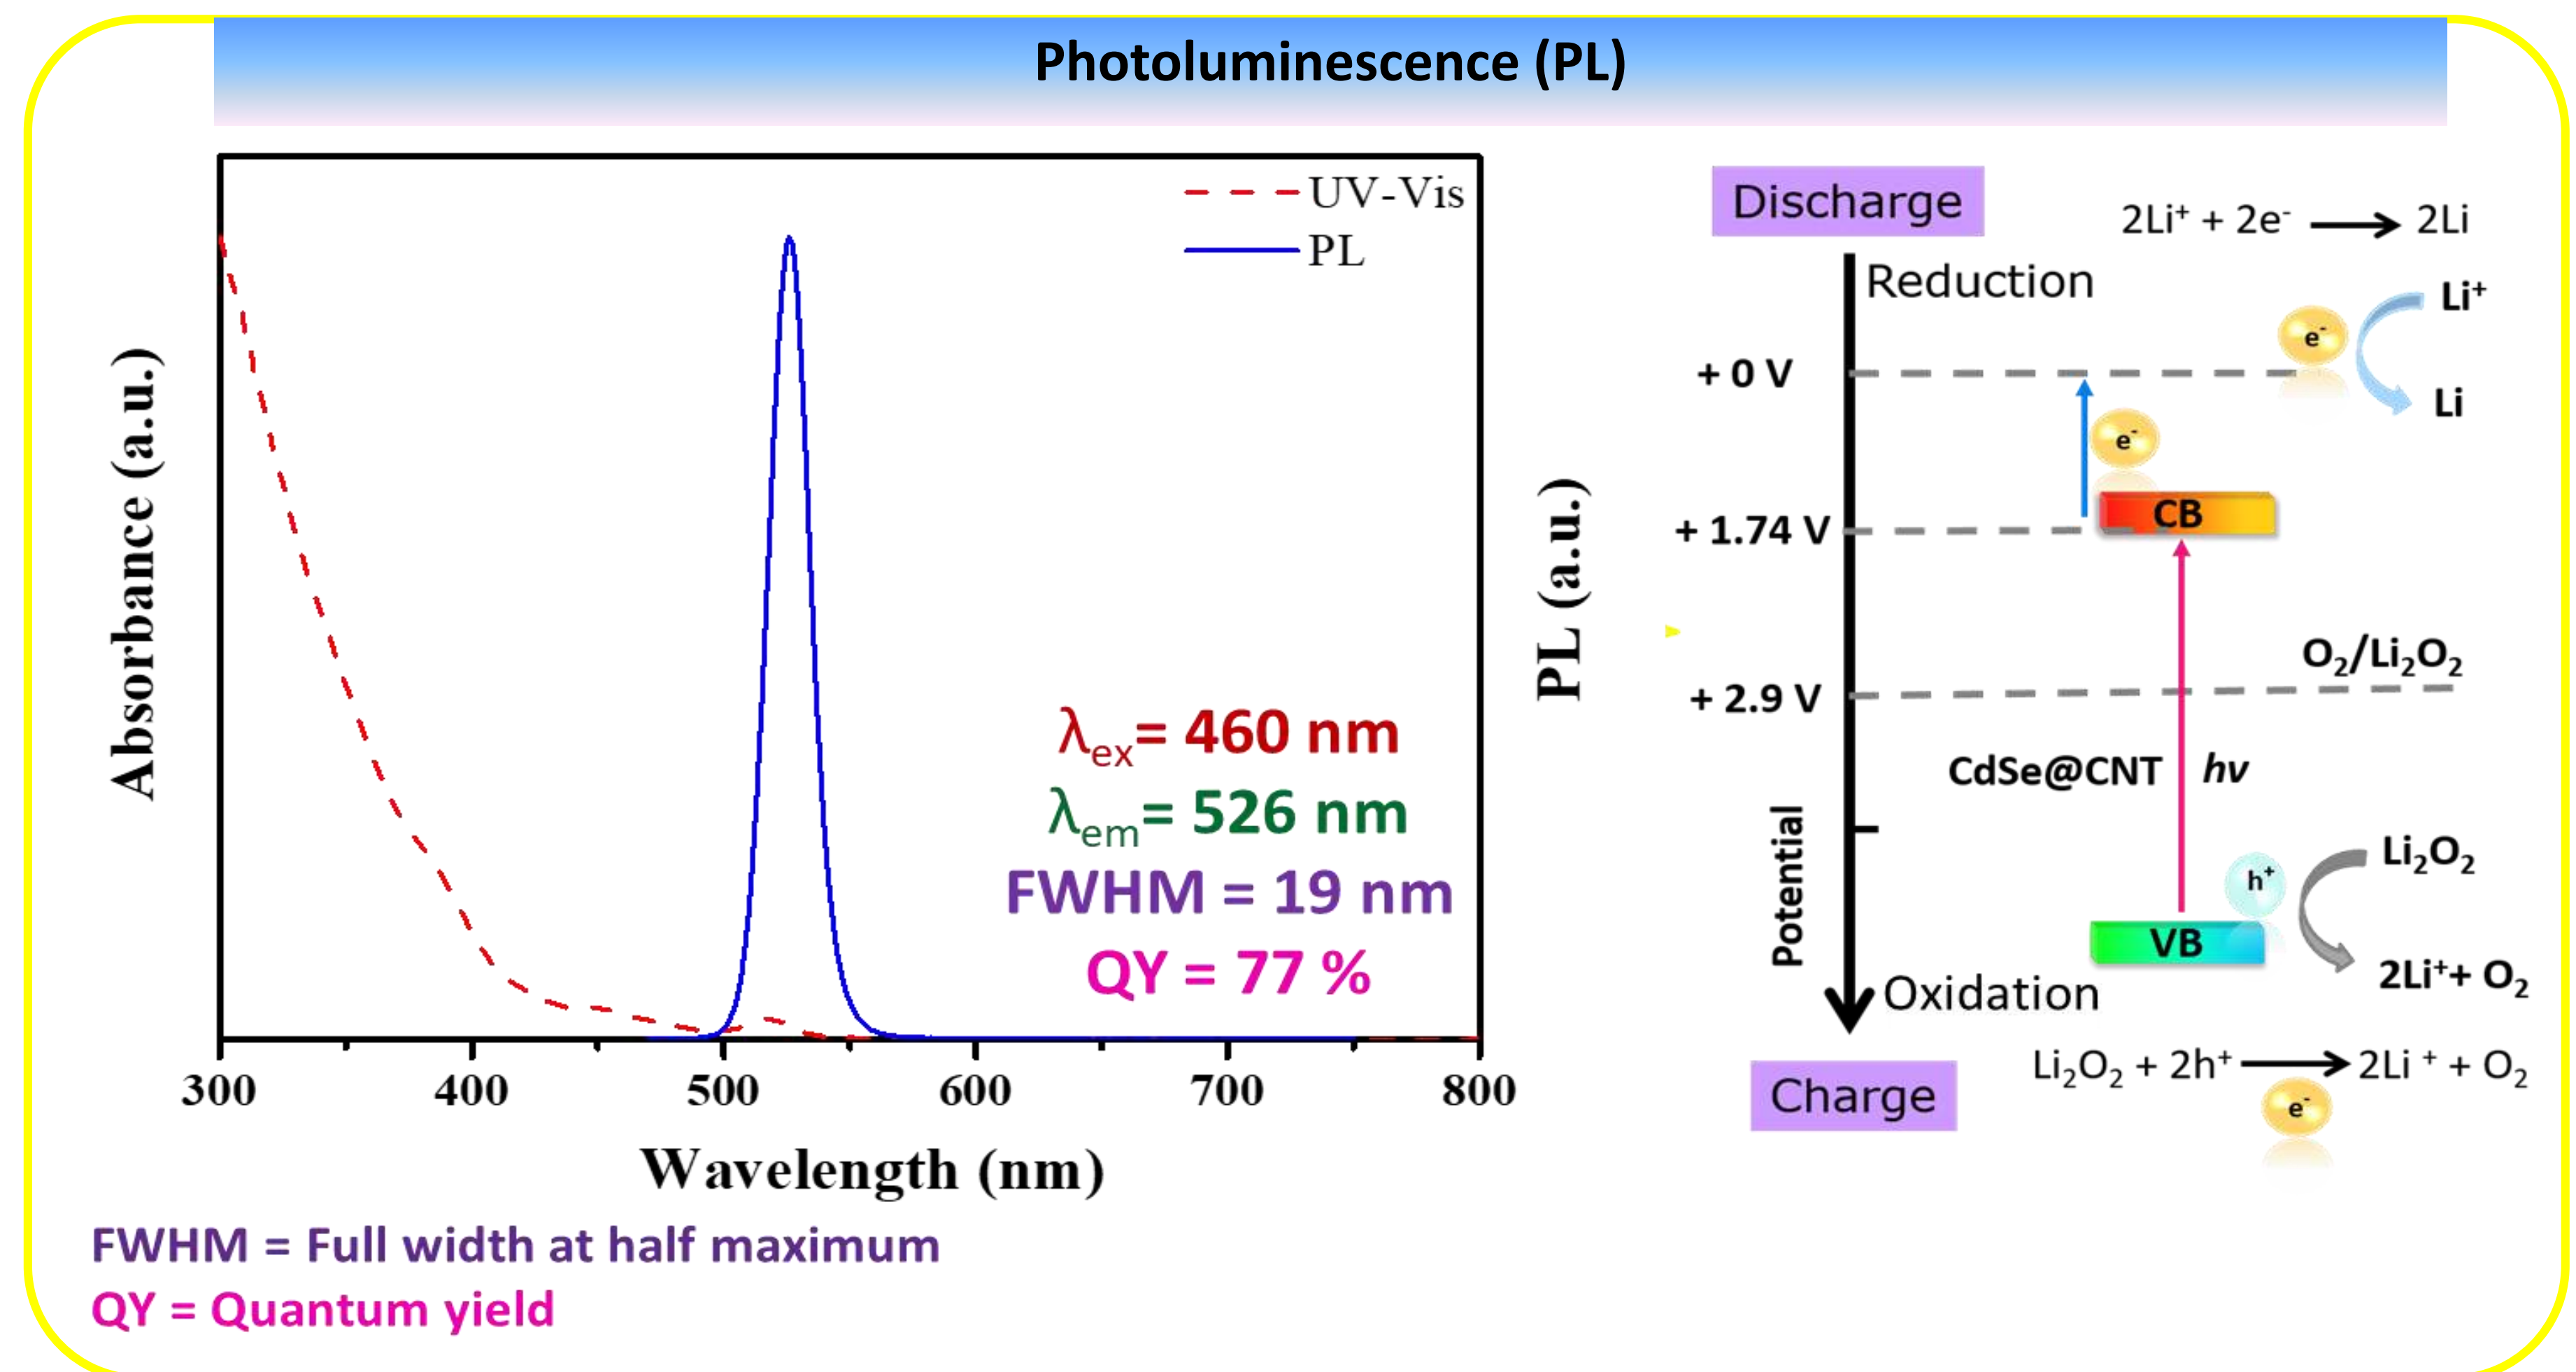 Photoluminescence (PL)
UV-Vis
PL
Absorbance (a.u.)
PL (a.u.)
λex= 460 nm
λem= 526 nm
FWHM = 19 nm
QY = 77 %
300 400 500 600 700 800
Wavelength (nm)
FWHM = Full width at half maximum
QY = Quantum yield
Discharge
2Li⁺ + 2e⁻ → 2Li
Reduction
Li⁺
e⁻
+ 0 V
Li
e⁻
CB
+ 1.74 V
O₂/Li₂O₂
+ 2.9 V
CdSe@CNT hν
Potential
Li₂O₂
h⁺
VB
2Li⁺+ O₂
Oxidation
Li₂O₂ + 2h⁺ → 2Li ⁺ + O₂
Charge
e⁻